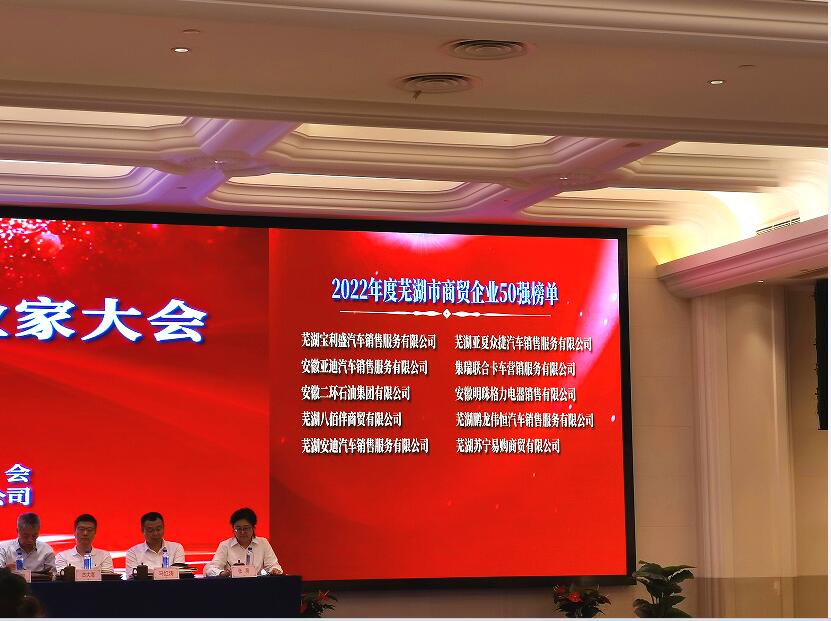 家大会
会
公司
2022年度芜湖市商贸企业50强榜单
芜湖宝利盛汽车销售服务有限公司
芜湖亚夏众捷汽车销售服务有限公司
安徽亚迪汽车销售服务有限公司
集瑞联合卡车营销服务有限公司
安徽二环石油集团有限公司
安徽明珠格力电器销售有限公司
芜湖八佰伴商贸有限公司
芜湖鹏龙伟恒汽车销售服务有限公司
芜湖安迪汽车销售服务有限公司
芜湖苏宁易购商贸有限公司